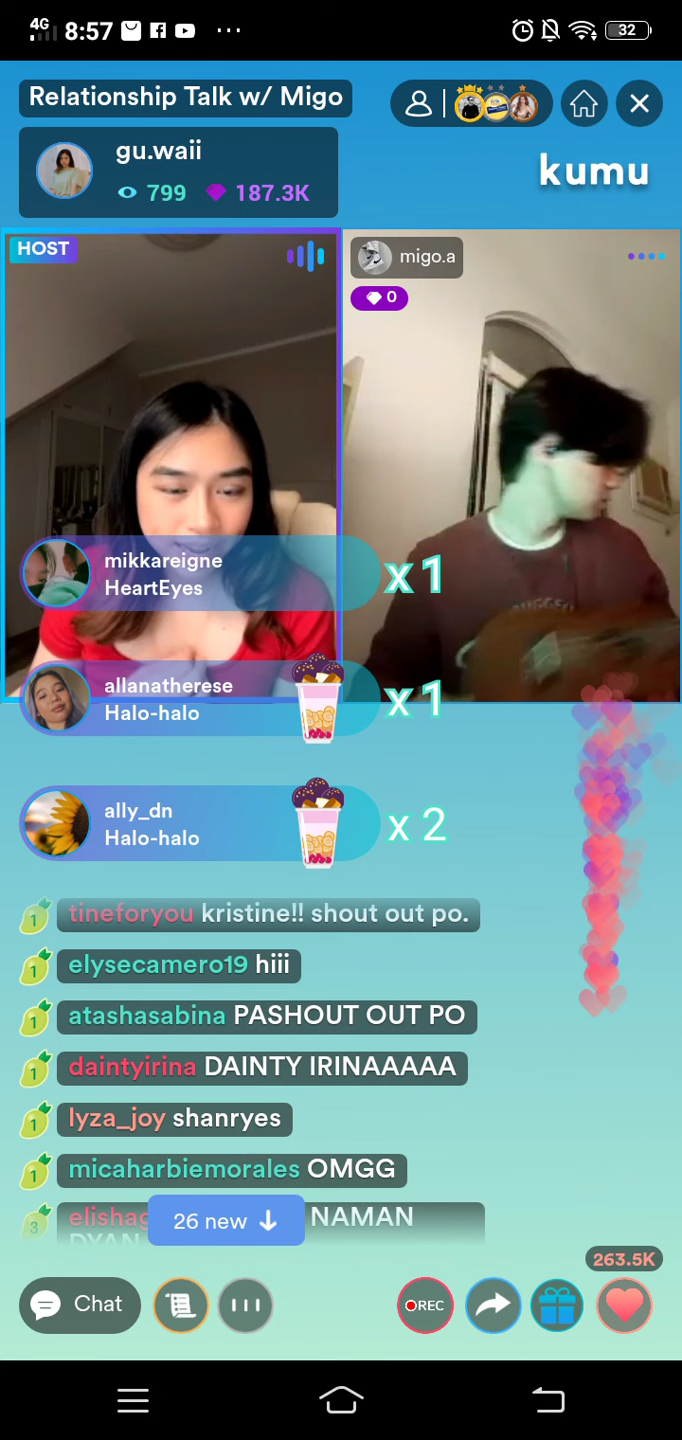 4G 8:57 32
Relationship Talk w/ Migo
gu.waii
799 187.3K
kumu
HOST
migo.a
0
mikkareigne
HeartEyes
x 1
allanatherese
Halo-halo
x 1
ally_dn
Halo-halo
x 2
1 tineforyou kristine!! shout out po.
1 elysecamero19 hiii
1 atashasabina PASHOUT OUT PO
1 daintyirina DAINTY IRINAAAAA
1 lyza_joy shanryes
1 micaharbiemorales OMGG
3 NAMAN
26 new
263.5K
Chat
REC